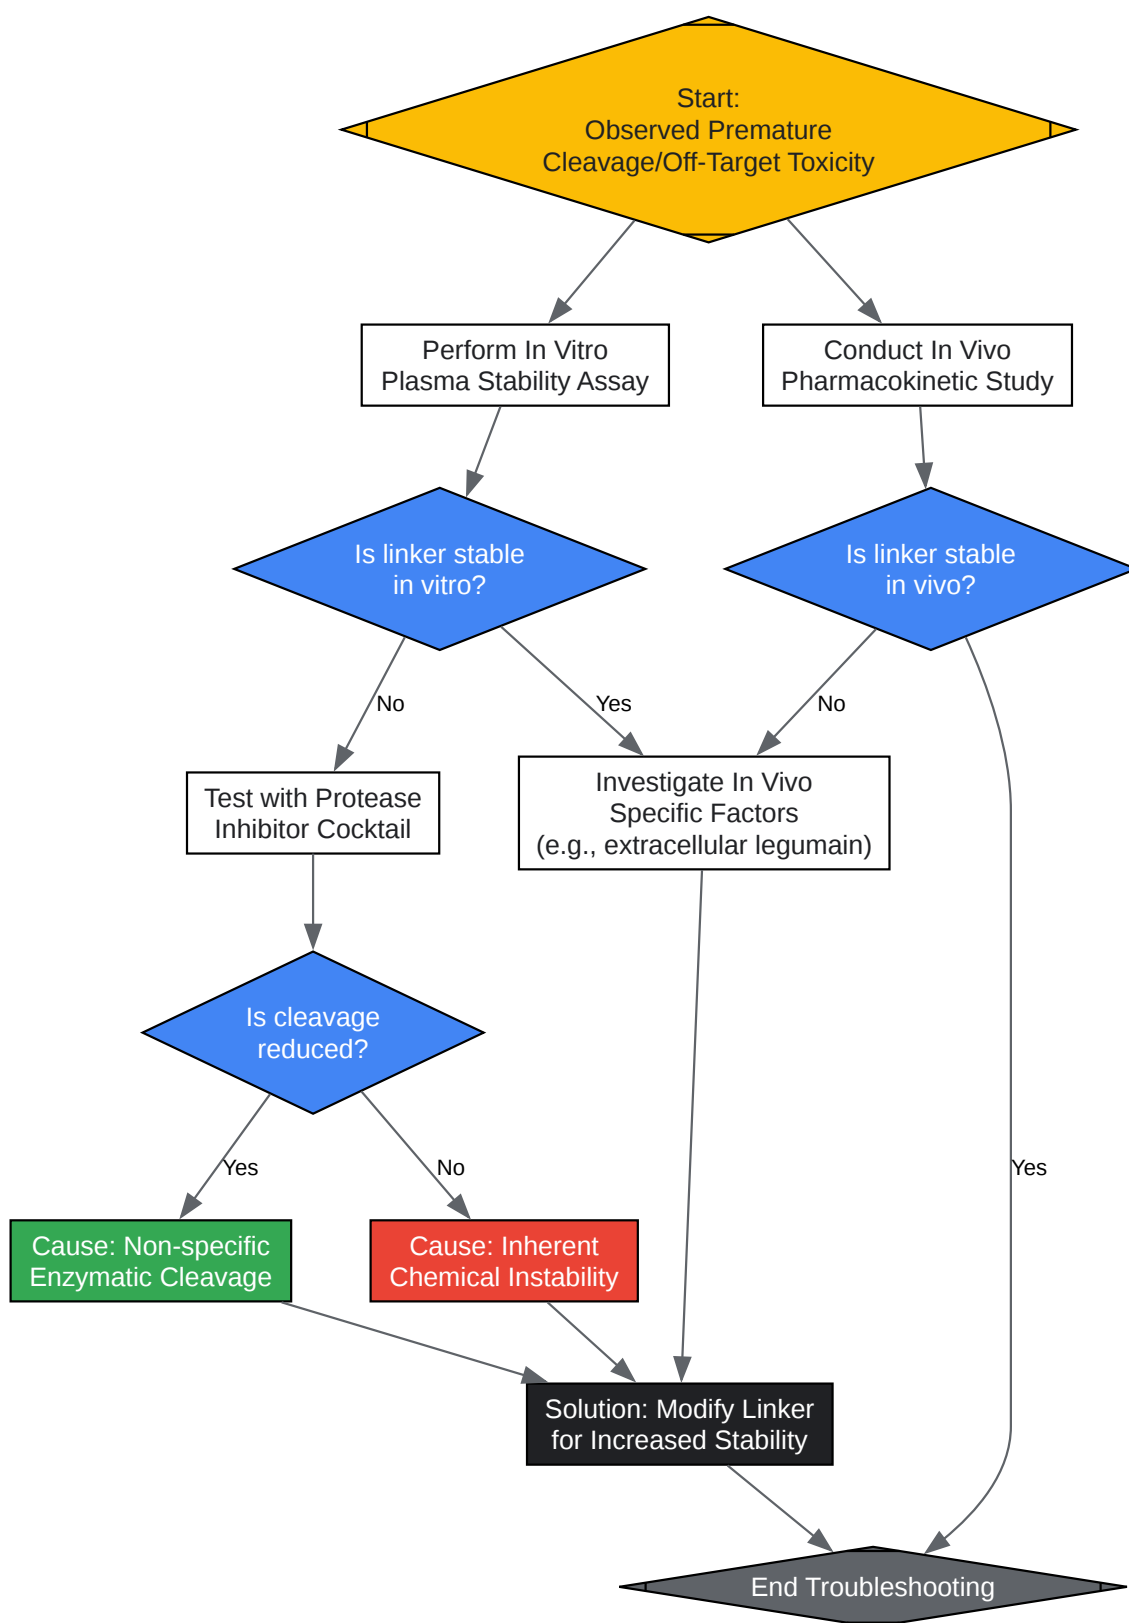 Start:
Observed Premature
Cleavage/Off-Target Toxicity
Perform In Vitro
Plasma Stability Assay
Conduct In Vivo
Pharmacokinetic Study
Is linker stable
in vitro?
Is linker stable
in vivo?
No
Yes
No
Test with Protease
Inhibitor Cocktail
Investigate In Vivo
Specific Factors
(e.g., extracellular legumain)
Is cleavage
reduced?
Yes
No
Yes
Cause: Non-specific
Enzymatic Cleavage
Cause: Inherent
Chemical Instability
Solution: Modify Linker
for Increased Stability
End Troubleshooting